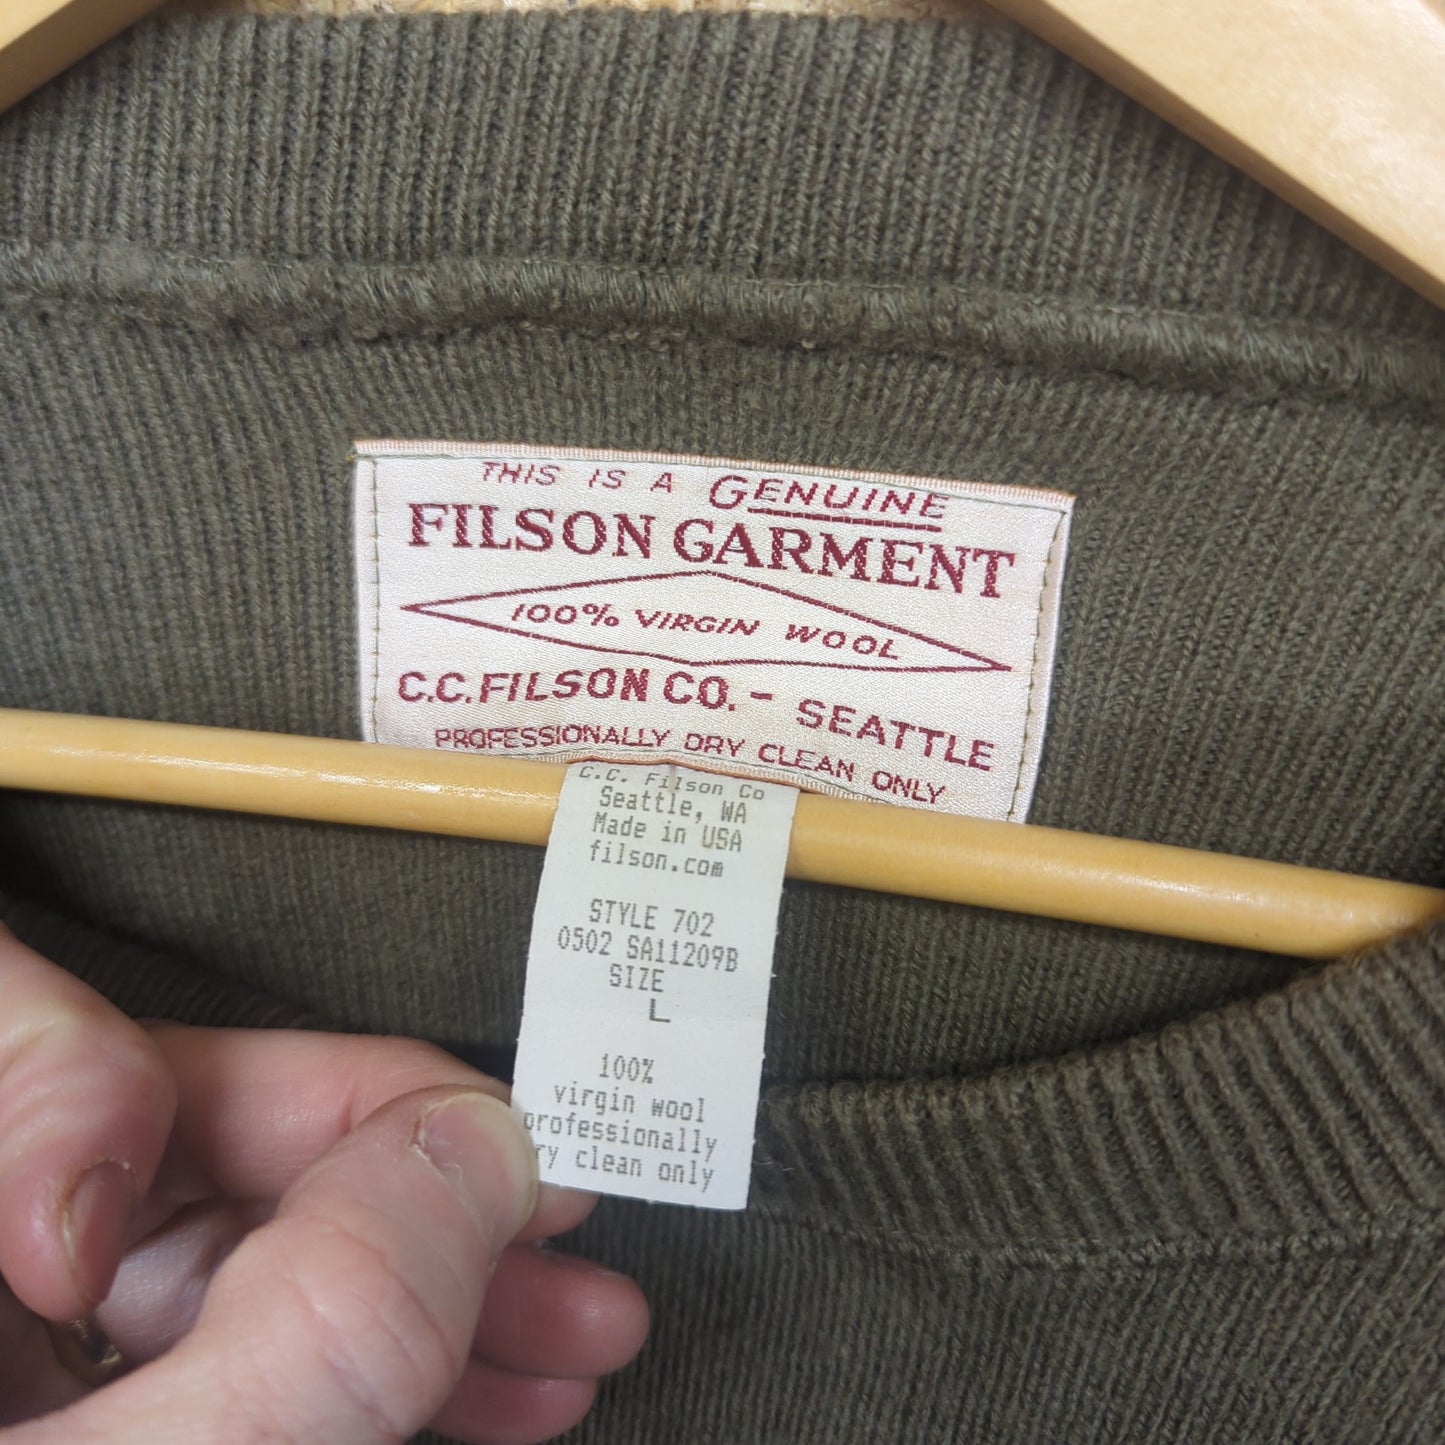 THIS IS A GENUINE
FILSON GARMENT
100% VIRGIN WOOL
C.C. FILSON CO. - SEATTLE
PROFESSIONALLY DRY CLEAN ONLY
C.C. Filson Co
Seattle, WA
Made in USA
filson.com
STYLE 702
0502 SA11209B
SIZE
L
100%
virgin wool
professionally
ry clean only